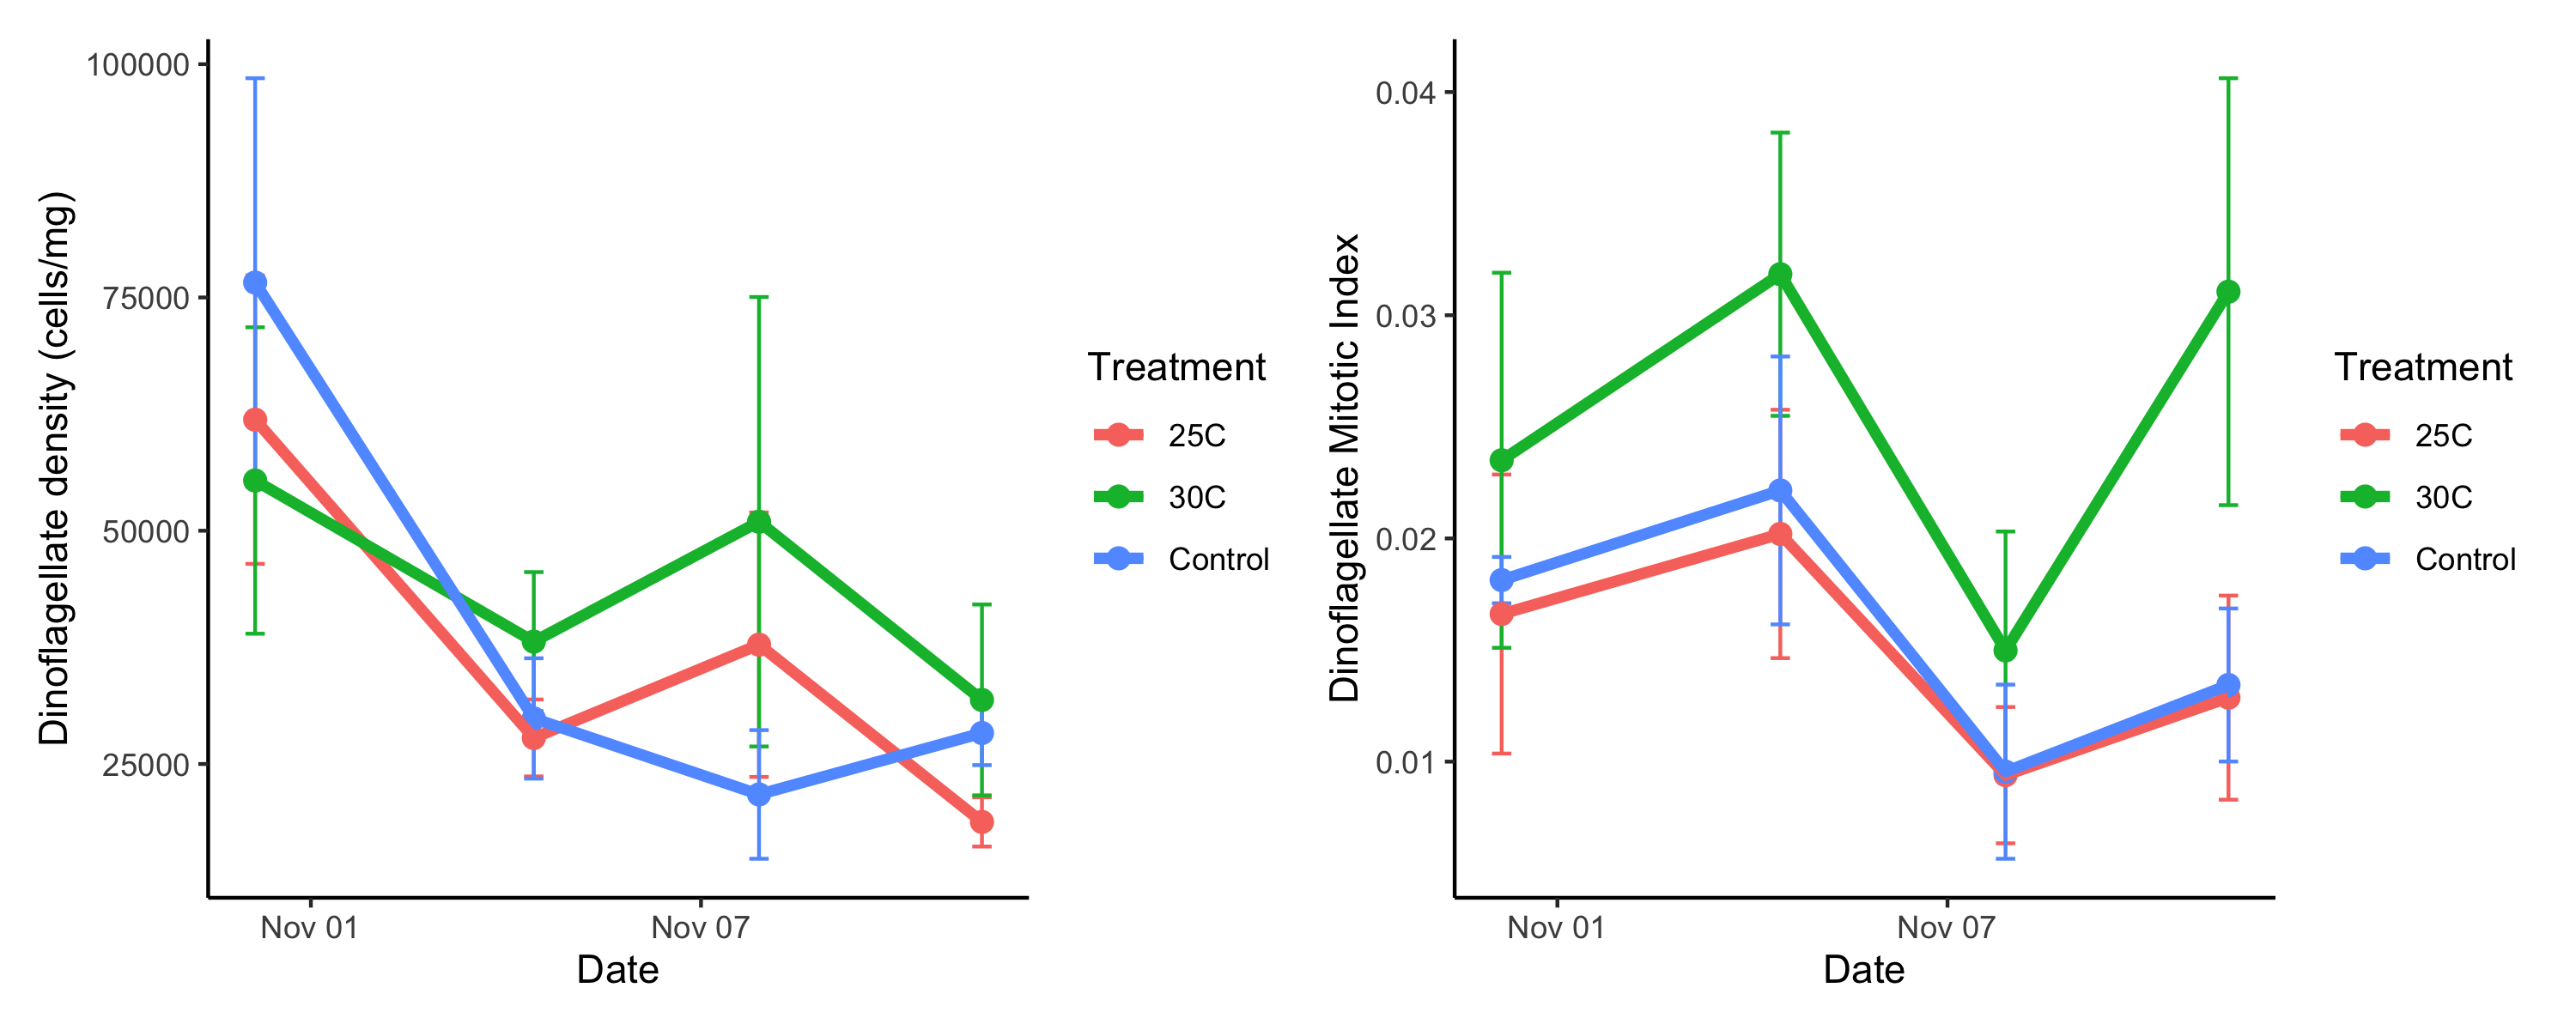 Dinoflagellate density (cells/mg)
100000
75000
50000
25000
Nov 01
Nov 07
Date
Treatment
25C
30C
Control
Dinoflagellate Mitotic Index
0.04
0.03
0.02
0.01
Nov 01
Nov 07
Date
Treatment
25C
30C
Control